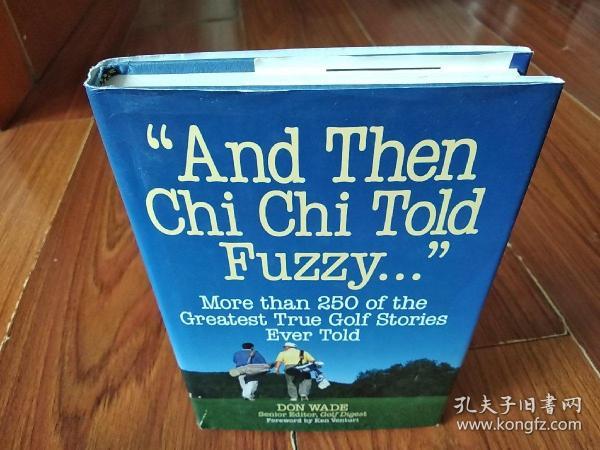 "And Then
Chi Chi Told
Fuzzy..."
More than 250 of the
Greatest True Golf Stories
Ever Told
DON WADE
Senior Editor, Golf Digest
Foreword by Ken Venturi
孔夫子旧书网
www.kongfz.com